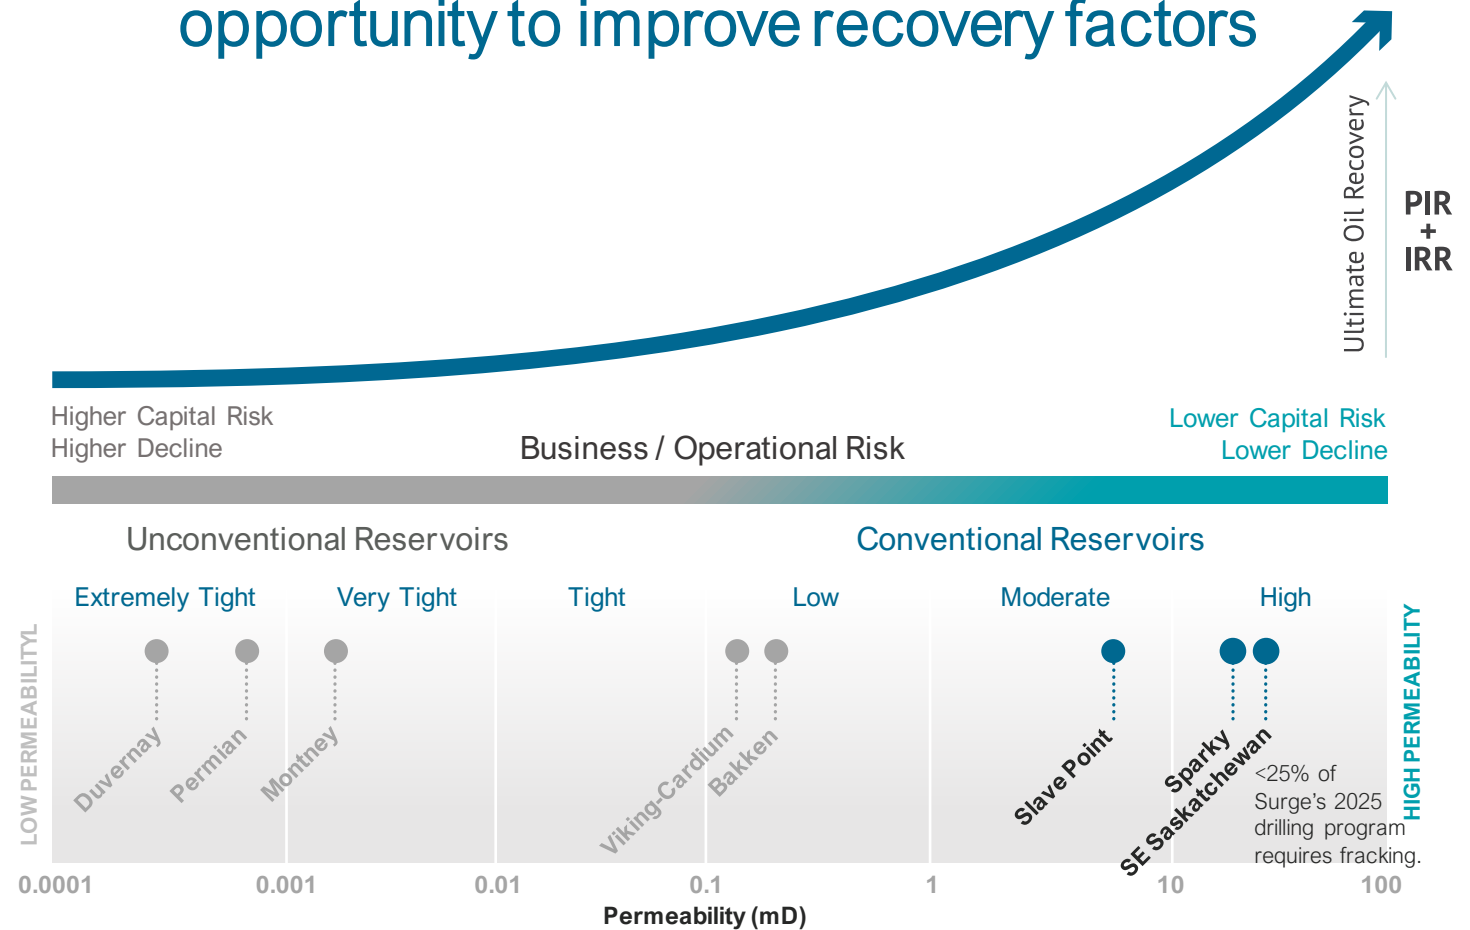 opportunity to improve recovery factors
Ultimate Oil Recovery
PIR
+
IRR
Higher Capital Risk
Higher Decline
Business / Operational Risk
Lower Capital Risk
Lower Decline
Unconventional Reservoirs
Conventional Reservoirs
Extremely Tight
Very Tight
Tight
Low
Moderate
High
LOW PERMEABILITYL
HIGH PERMEABILITY
Duvernay
Permian
Montney
Viking-Cardium
Bakken
Slave Point
Sparky
SE Saskatchewan
<25% of
Surge's 2025
drilling program
requires fracking.
0.0001
0.001
0.01
0.1
1
10
100
Permeability (mD)